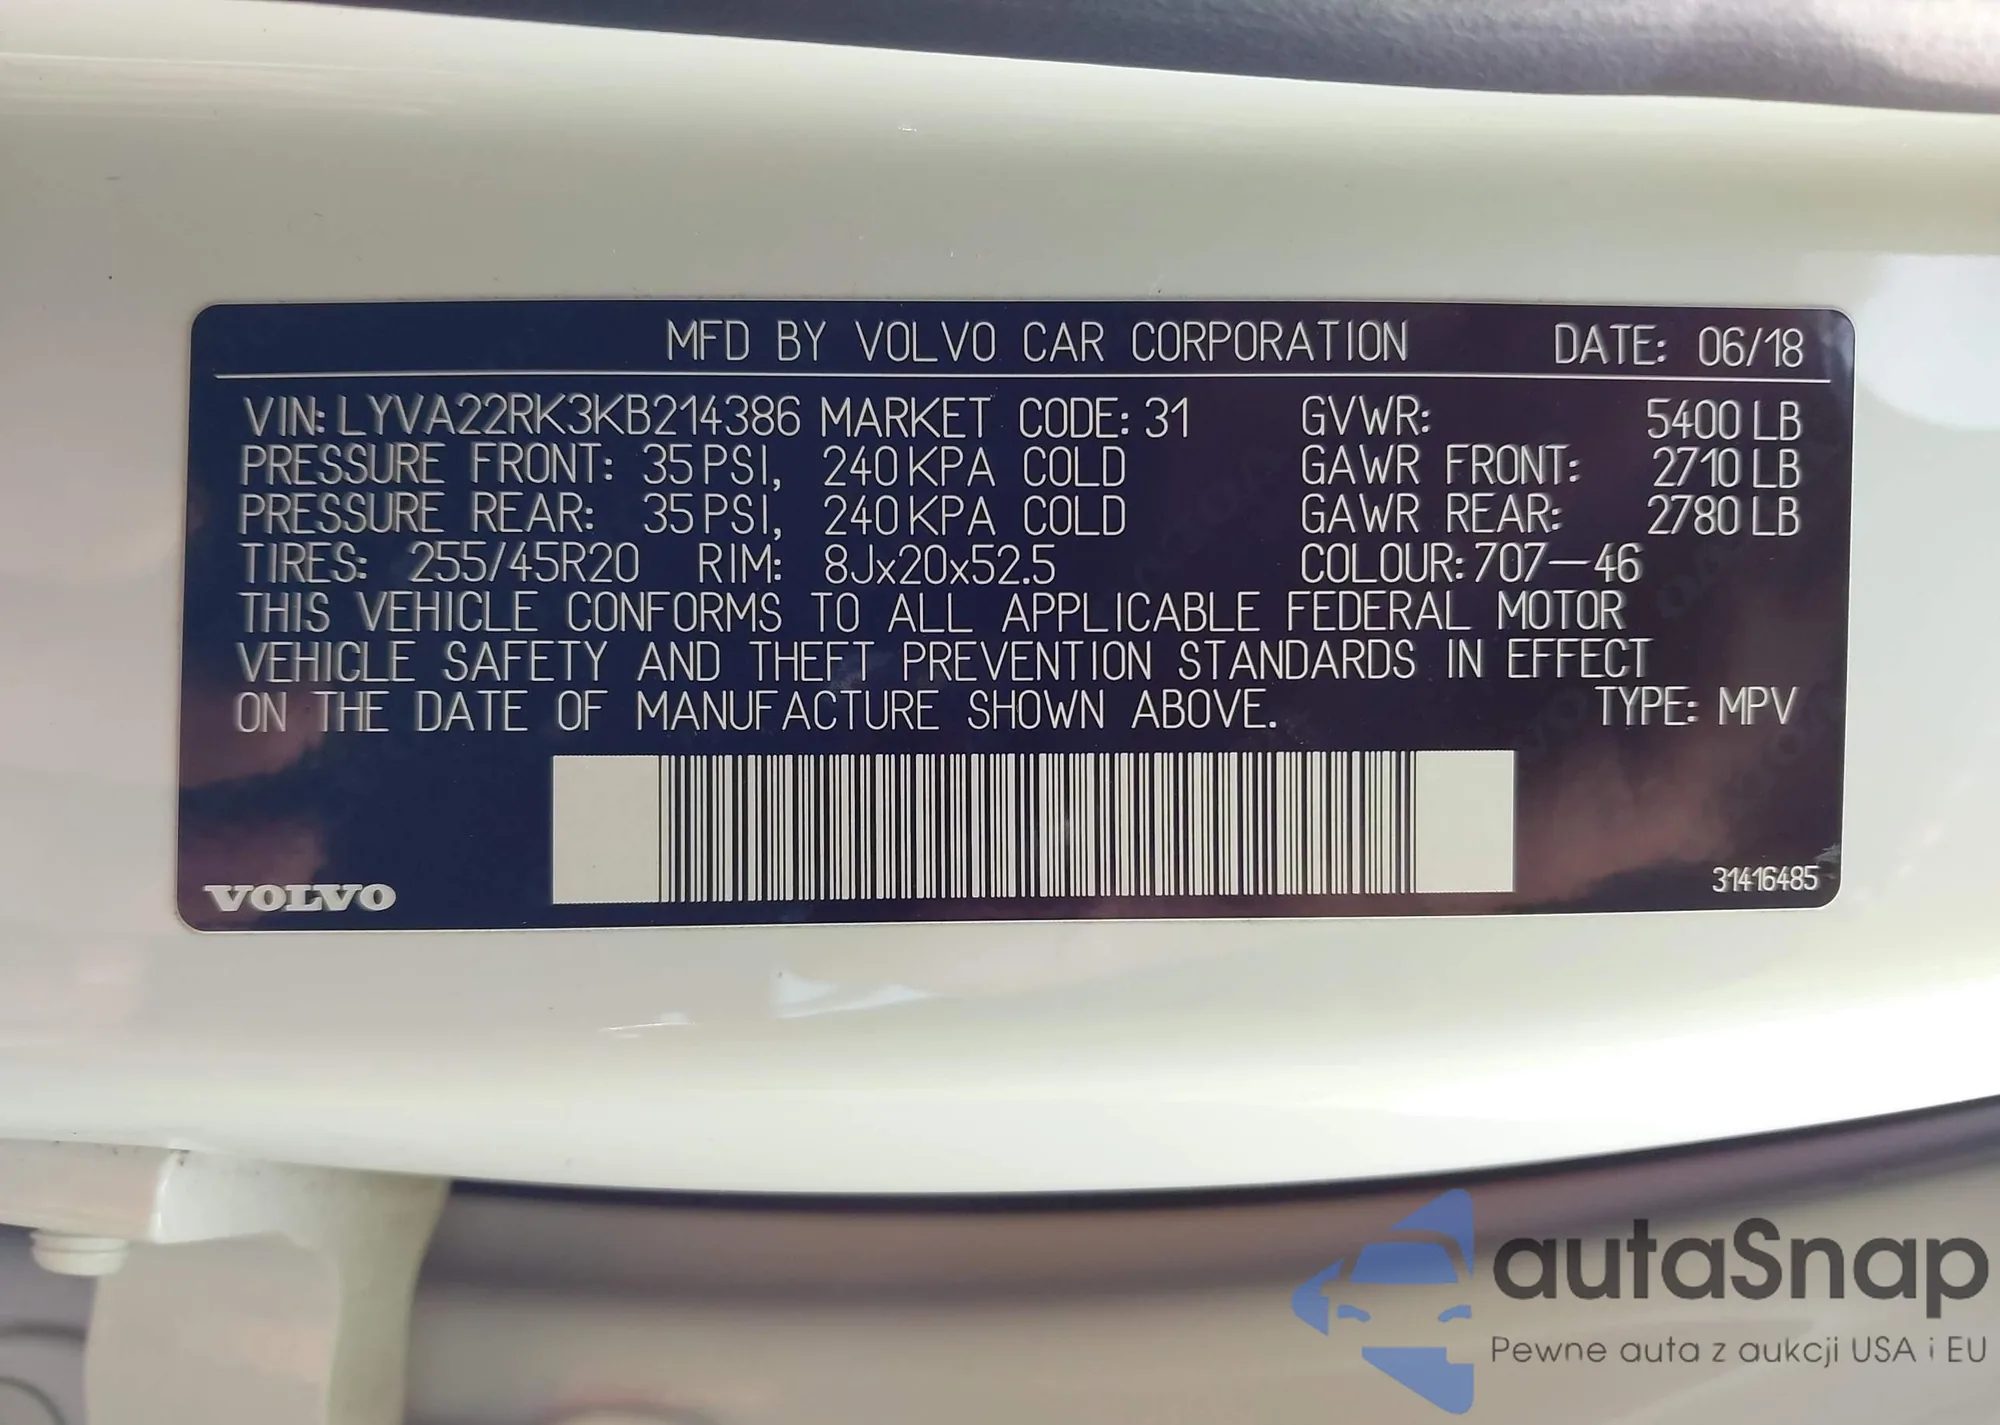 MFD BY VOLVO CAR CORPORATION DATE: 06/18
VIN: LYVA22RK3KB214386 MARKET CODE: 31 GVWR: 5400 LB
PRESSURE FRONT: 35 PSI, 240 KPA COLD GAWR FRONT: 2710 LB
PRESSURE REAR: 35 PSI, 240 KPA COLD GAWR REAR: 2780 LB
TIRES: 255/45R20 RIM: 8Jx20x52.5 COLOUR: 707-46
THIS VEHICLE CONFORMS TO ALL APPLICABLE FEDERAL MOTOR
VEHICLE SAFETY AND THEFT PREVENTION STANDARDS IN EFFECT
ON THE DATE OF MANUFACTURE SHOWN ABOVE. TYPE: MPV
VOLVO
31416485
autaSnap
Pewne auta z aukcji USA i EU